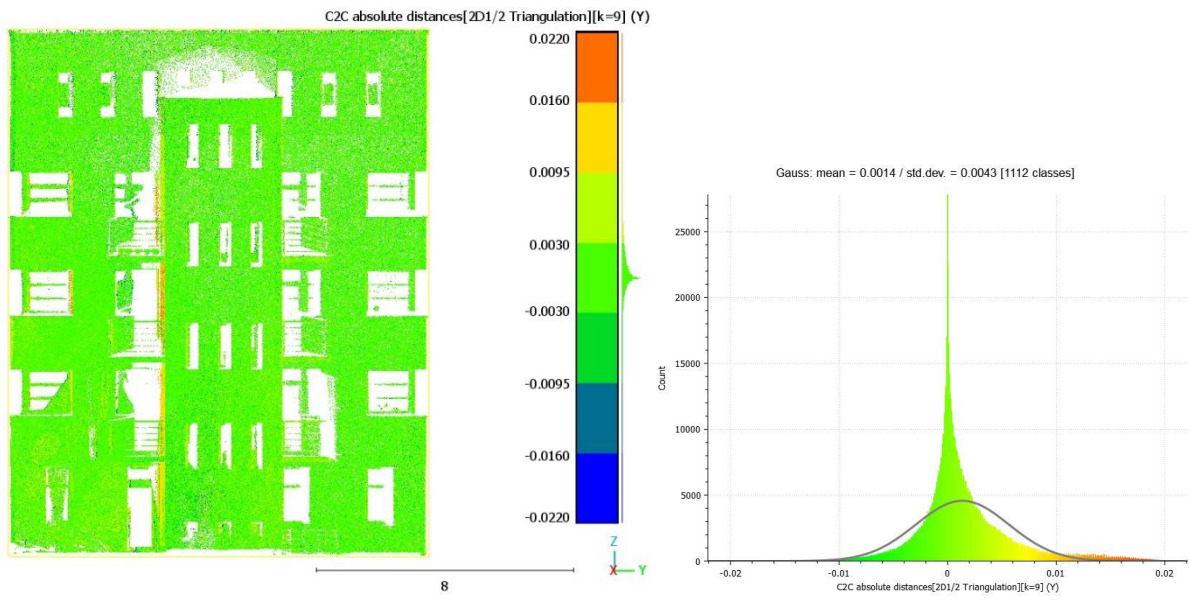 C2C absolute distances[2D1/2 Triangulation][k=9] (Y)
0.0220
0.0160
0.0095
0.0030
-0.0030
-0.0095
-0.0160
-0.0220
Z
X Y
8
Gauss: mean = 0.0014 / std.dev. = 0.0043 [1112 classes]
25000
20000
15000
10000
5000
0
Count
-0.02 -0.01 0 0.01 0.02
C2C absolute distances[2D1/2 Triangulation][k=9] (Y)